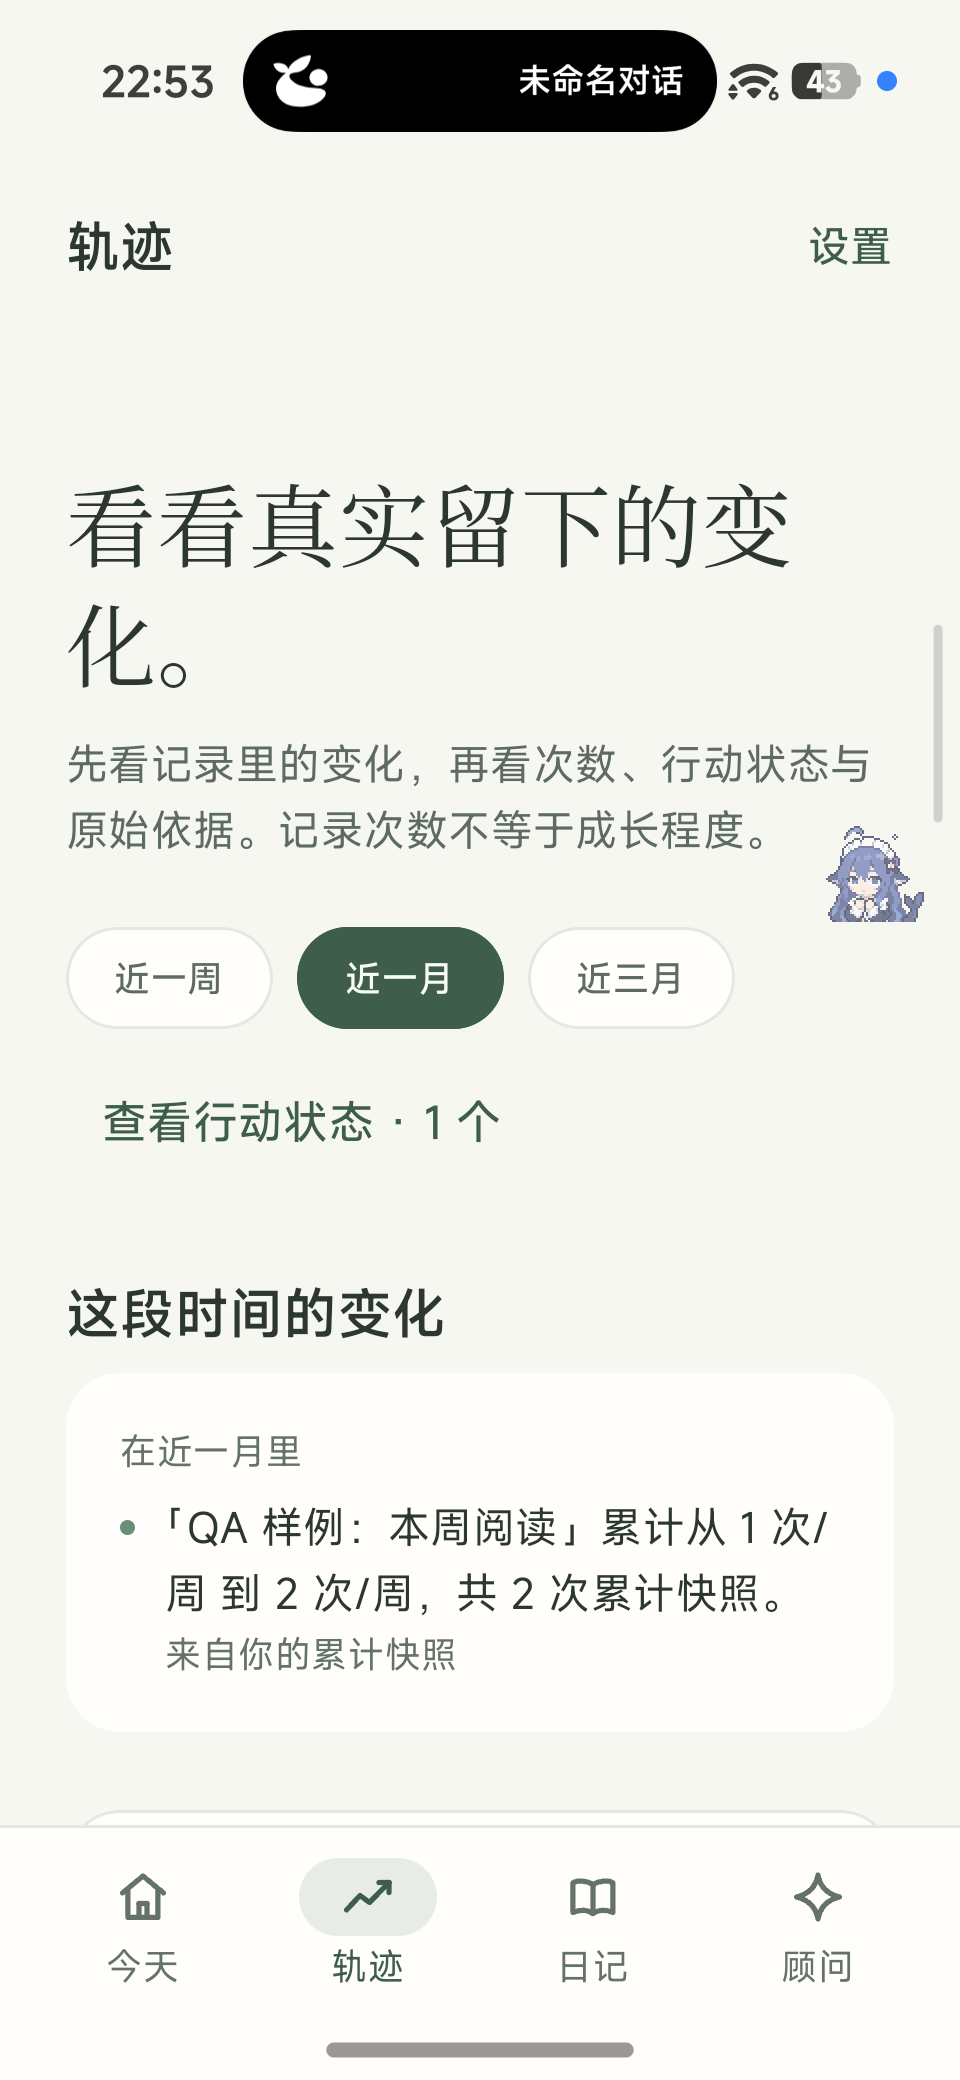 22:53
未命名对话
6
43
轨迹
设置
看看真实留下的变
化。
先看记录里的变化，再看次数、行动状态与
原始依据。记录次数不等于成长程度。
近一周
近一月
近三月
查看行动状态 · 1 个
这段时间的变化
在近一月里
「QA 样例：本周阅读」累计从 1 次/
周 到 2 次/周，共 2 次累计快照。
来自你的累计快照
今天
轨迹
日记
顾问